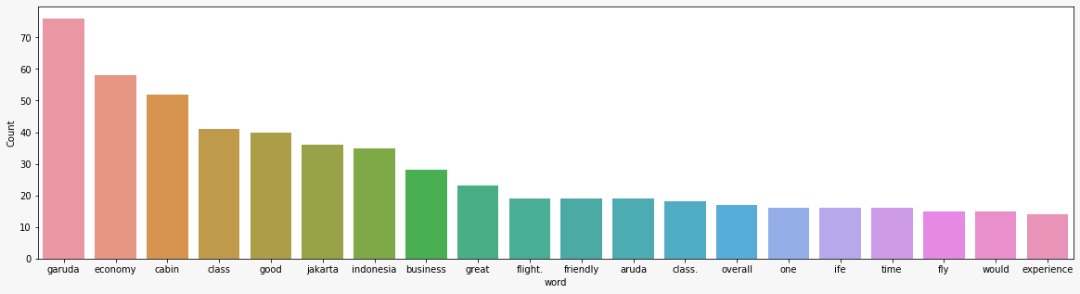 70
60
50
40
30
20
10
0
Count
garuda economy cabin class good jakarta indonesia business great flight. friendly aruda class. overall one ife time fly would experience
word